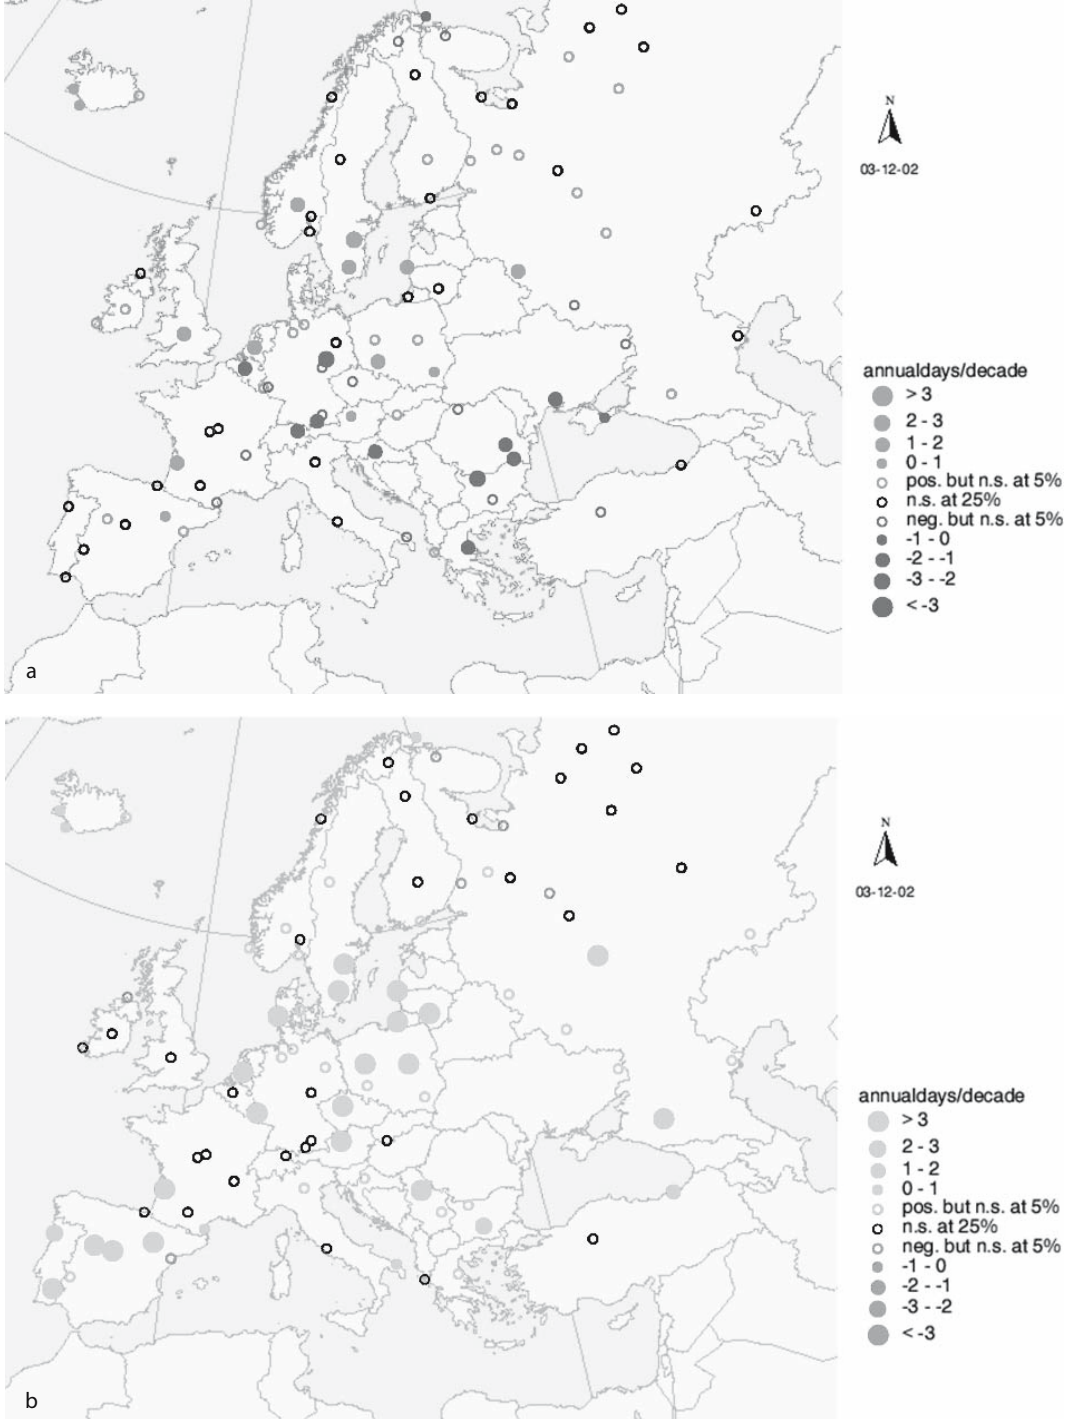 N
03-12-02
annualdays/decade
> 3
2 - 3
1 - 2
0 - 1
pos. but n.s. at 5%
n.s. at 25%
neg. but n.s. at 5%
-1 - 0
-2 - -1
-3 - -2
< -3
a
N
03-12-02
annualdays/decade
> 3
2 - 3
1 - 2
0 - 1
pos. but n.s. at 5%
n.s. at 25%
neg. but n.s. at 5%
-1 - 0
-2 - -1
-3 - -2
< -3
b